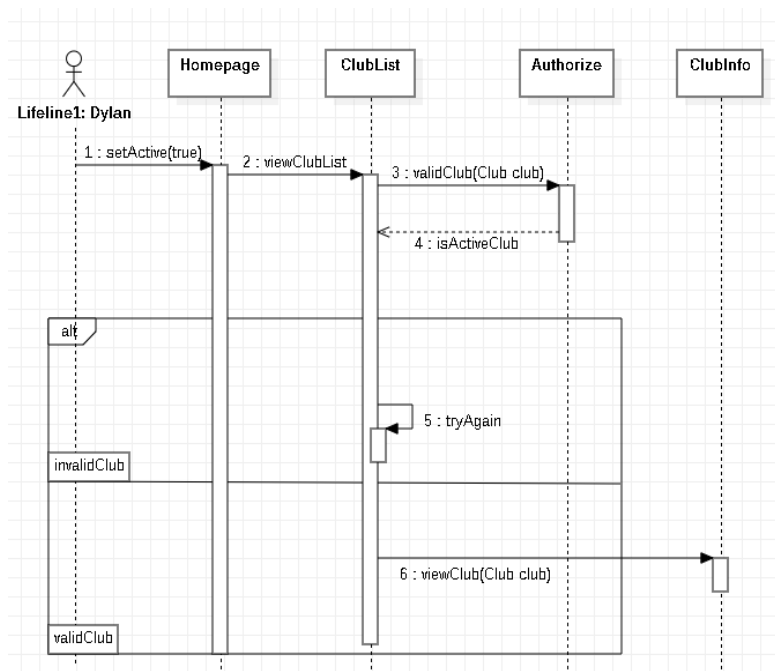 Homepage
ClubList
Authorize
ClubInfo
Lifeline1: Dylan
1 : setActive(true)
2 : viewClubList
3 : validClub(Club club)
4 : isActiveClub
alt
5 : tryAgain
invalidClub
6 : viewClub(Club club)
validClub